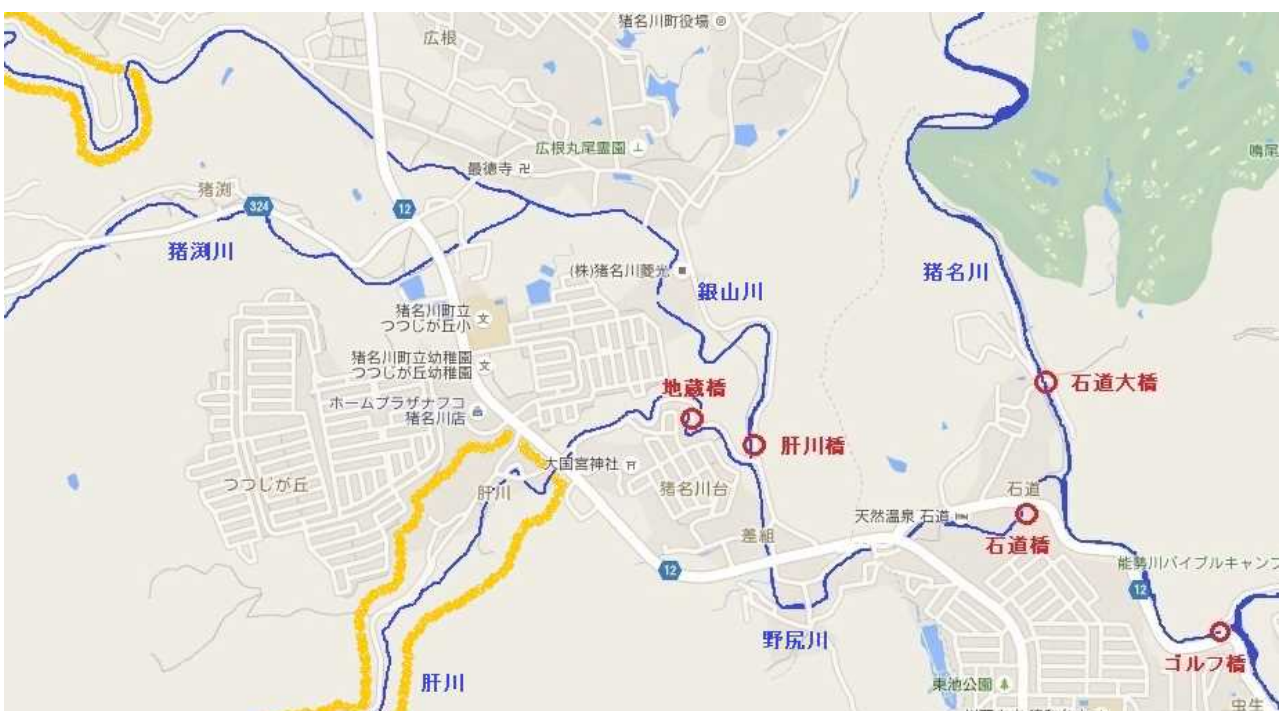 猪名川町役場
広根
広根丸尾霊園
最徳寺
鳴尾
猪渕
324
12
猪渕川
猪名川
(株)猪名川菱光
銀山川
猪名川町立
つつじが丘小
文
猪名川町立幼稚園
つつじが丘幼稚園
文
地蔵橋
石道大橋
ホームプラザナフコ
猪名川店
肝川橋
大国宮神社
つつじが丘
肝川
猪名川台
石道
天然温泉 石道
差組
石道橋
能勢川バイブルキャンプ
12
12
野尻川
ゴルフ橋
肝川
東池公園
虫生